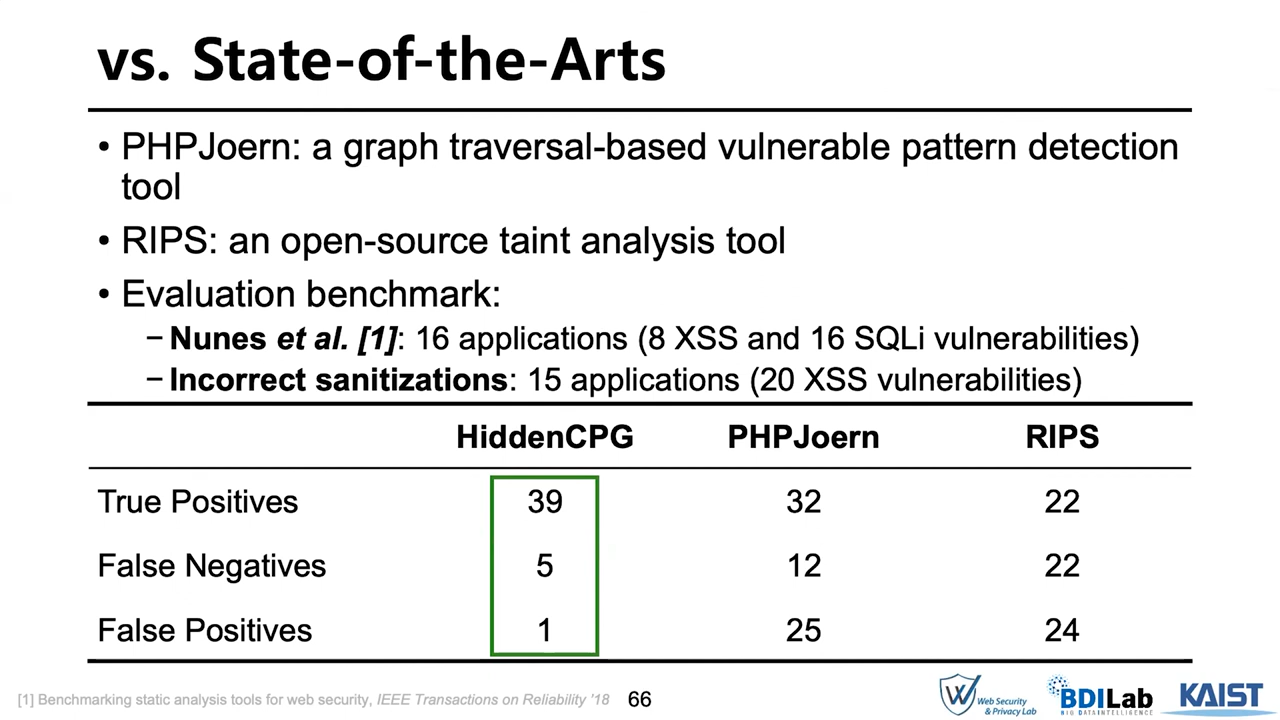 vs. State-of-the-Arts
• PHPJoern: a graph traversal-based vulnerable pattern detection
tool
• RIPS: an open-source taint analysis tool
• Evaluation benchmark:
− Nunes et al. [1]: 16 applications (8 XSS and 16 SQLi vulnerabilities)
− Incorrect sanitizations: 15 applications (20 XSS vulnerabilities)
HiddenCPG PHPJoern RIPS
True Positives 39 32 22
False Negatives 5 12 22
False Positives 1 25 24
[1] Benchmarking static analysis tools for web security, IEEE Transactions on Reliability '18 66
Web Security
& Privacy Lab
BDILab
BIG DATA INTELLIGENCE
KAIST